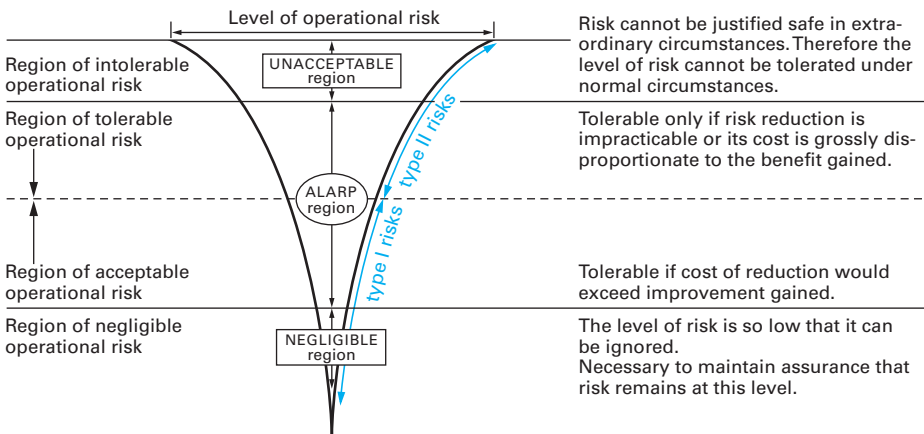 Level of operational risk
Region of intolerable
operational risk
UNACCEPTABLE
region
Risk cannot be justified safe in extra-
ordinary circumstances. Therefore the
level of risk cannot be tolerated under
normal circumstances.
Region of tolerable
operational risk
type II risks
Tolerable only if risk reduction is
impracticable or its cost is grossly dis-
proportionate to the benefit gained.
ALARP
region
Region of acceptable
operational risk
type I risks
Tolerable if cost of reduction would
exceed improvement gained.
Region of negligible
operational risk
NEGLIGIBLE
region
The level of risk is so low that it can
be ignored.
Necessary to maintain assurance that
risk remains at this level.